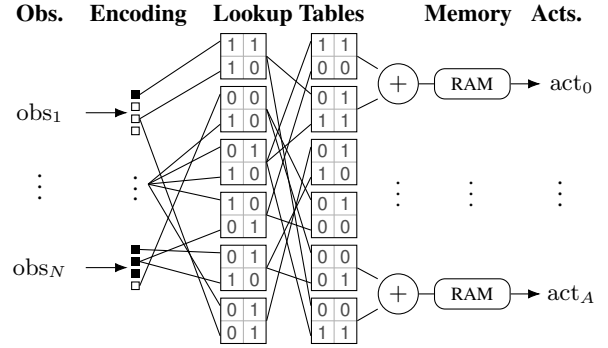 Obs. Encoding Lookup Tables Memory Acts.
1 1 1 1
1 0 0 0
+ RAM act₀
0 0 0 1
obs₁
1 0 1 1
0 1 0 1
1 0 1 0
⋮ ⋮ ⋮ ⋮ ⋮
1 0 0 1
0 1 0 0
0 1 0 0
obs_N
1 0 0 1
+ RAM act_A
0 1 0 0
0 1 1 1